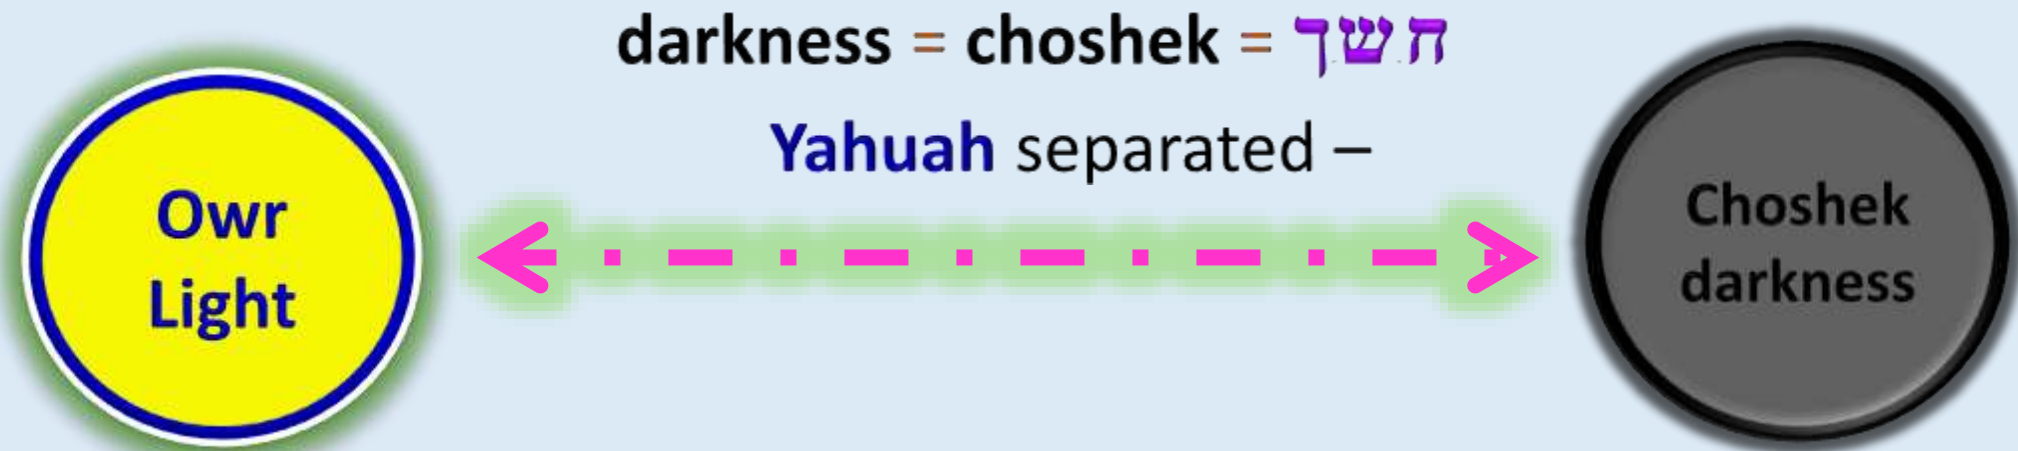 darkness = choshek = חשך
Yahuah separated –
Owr
Light
Choshek
darkness